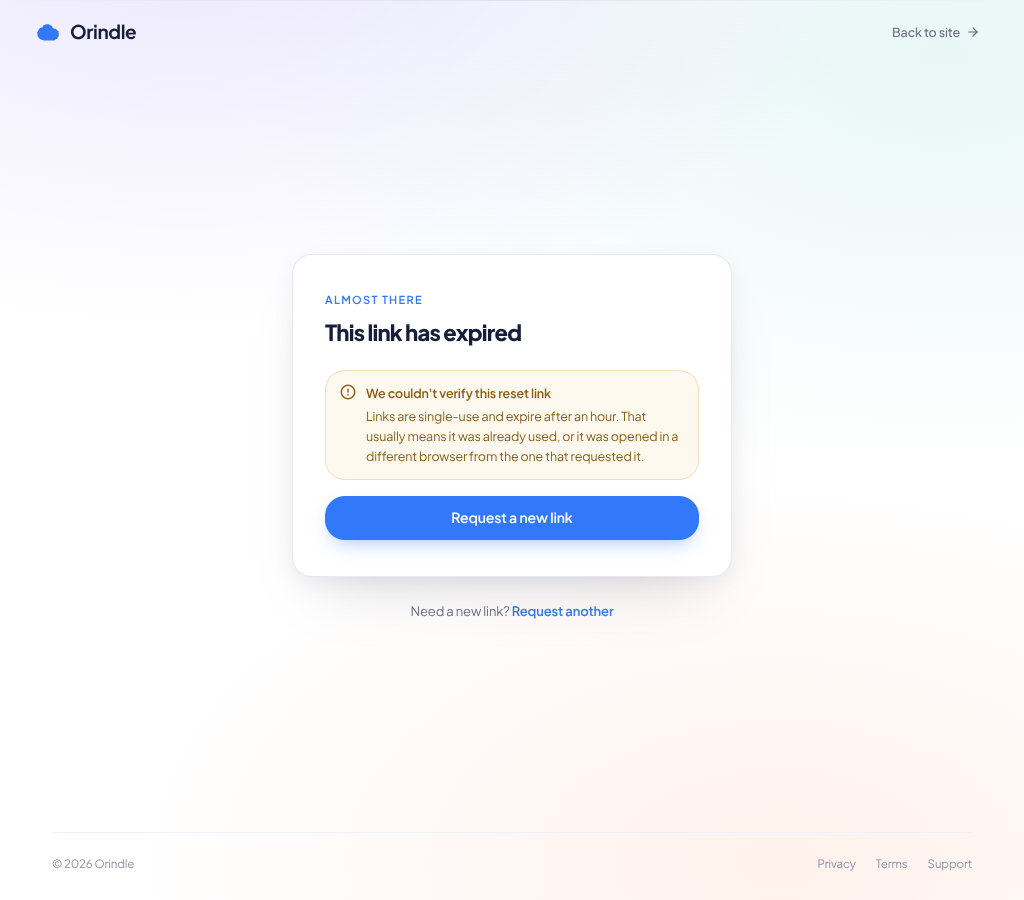 Orindle
Back to site
ALMOST THERE
This link has expired
We couldn't verify this reset link
Links are single-use and expire after an hour. That
usually means it was already used, or it was opened in a
different browser from the one that requested it.
Request a new link
Need a new link? Request another
© 2026 Orindle
Privacy Terms Support